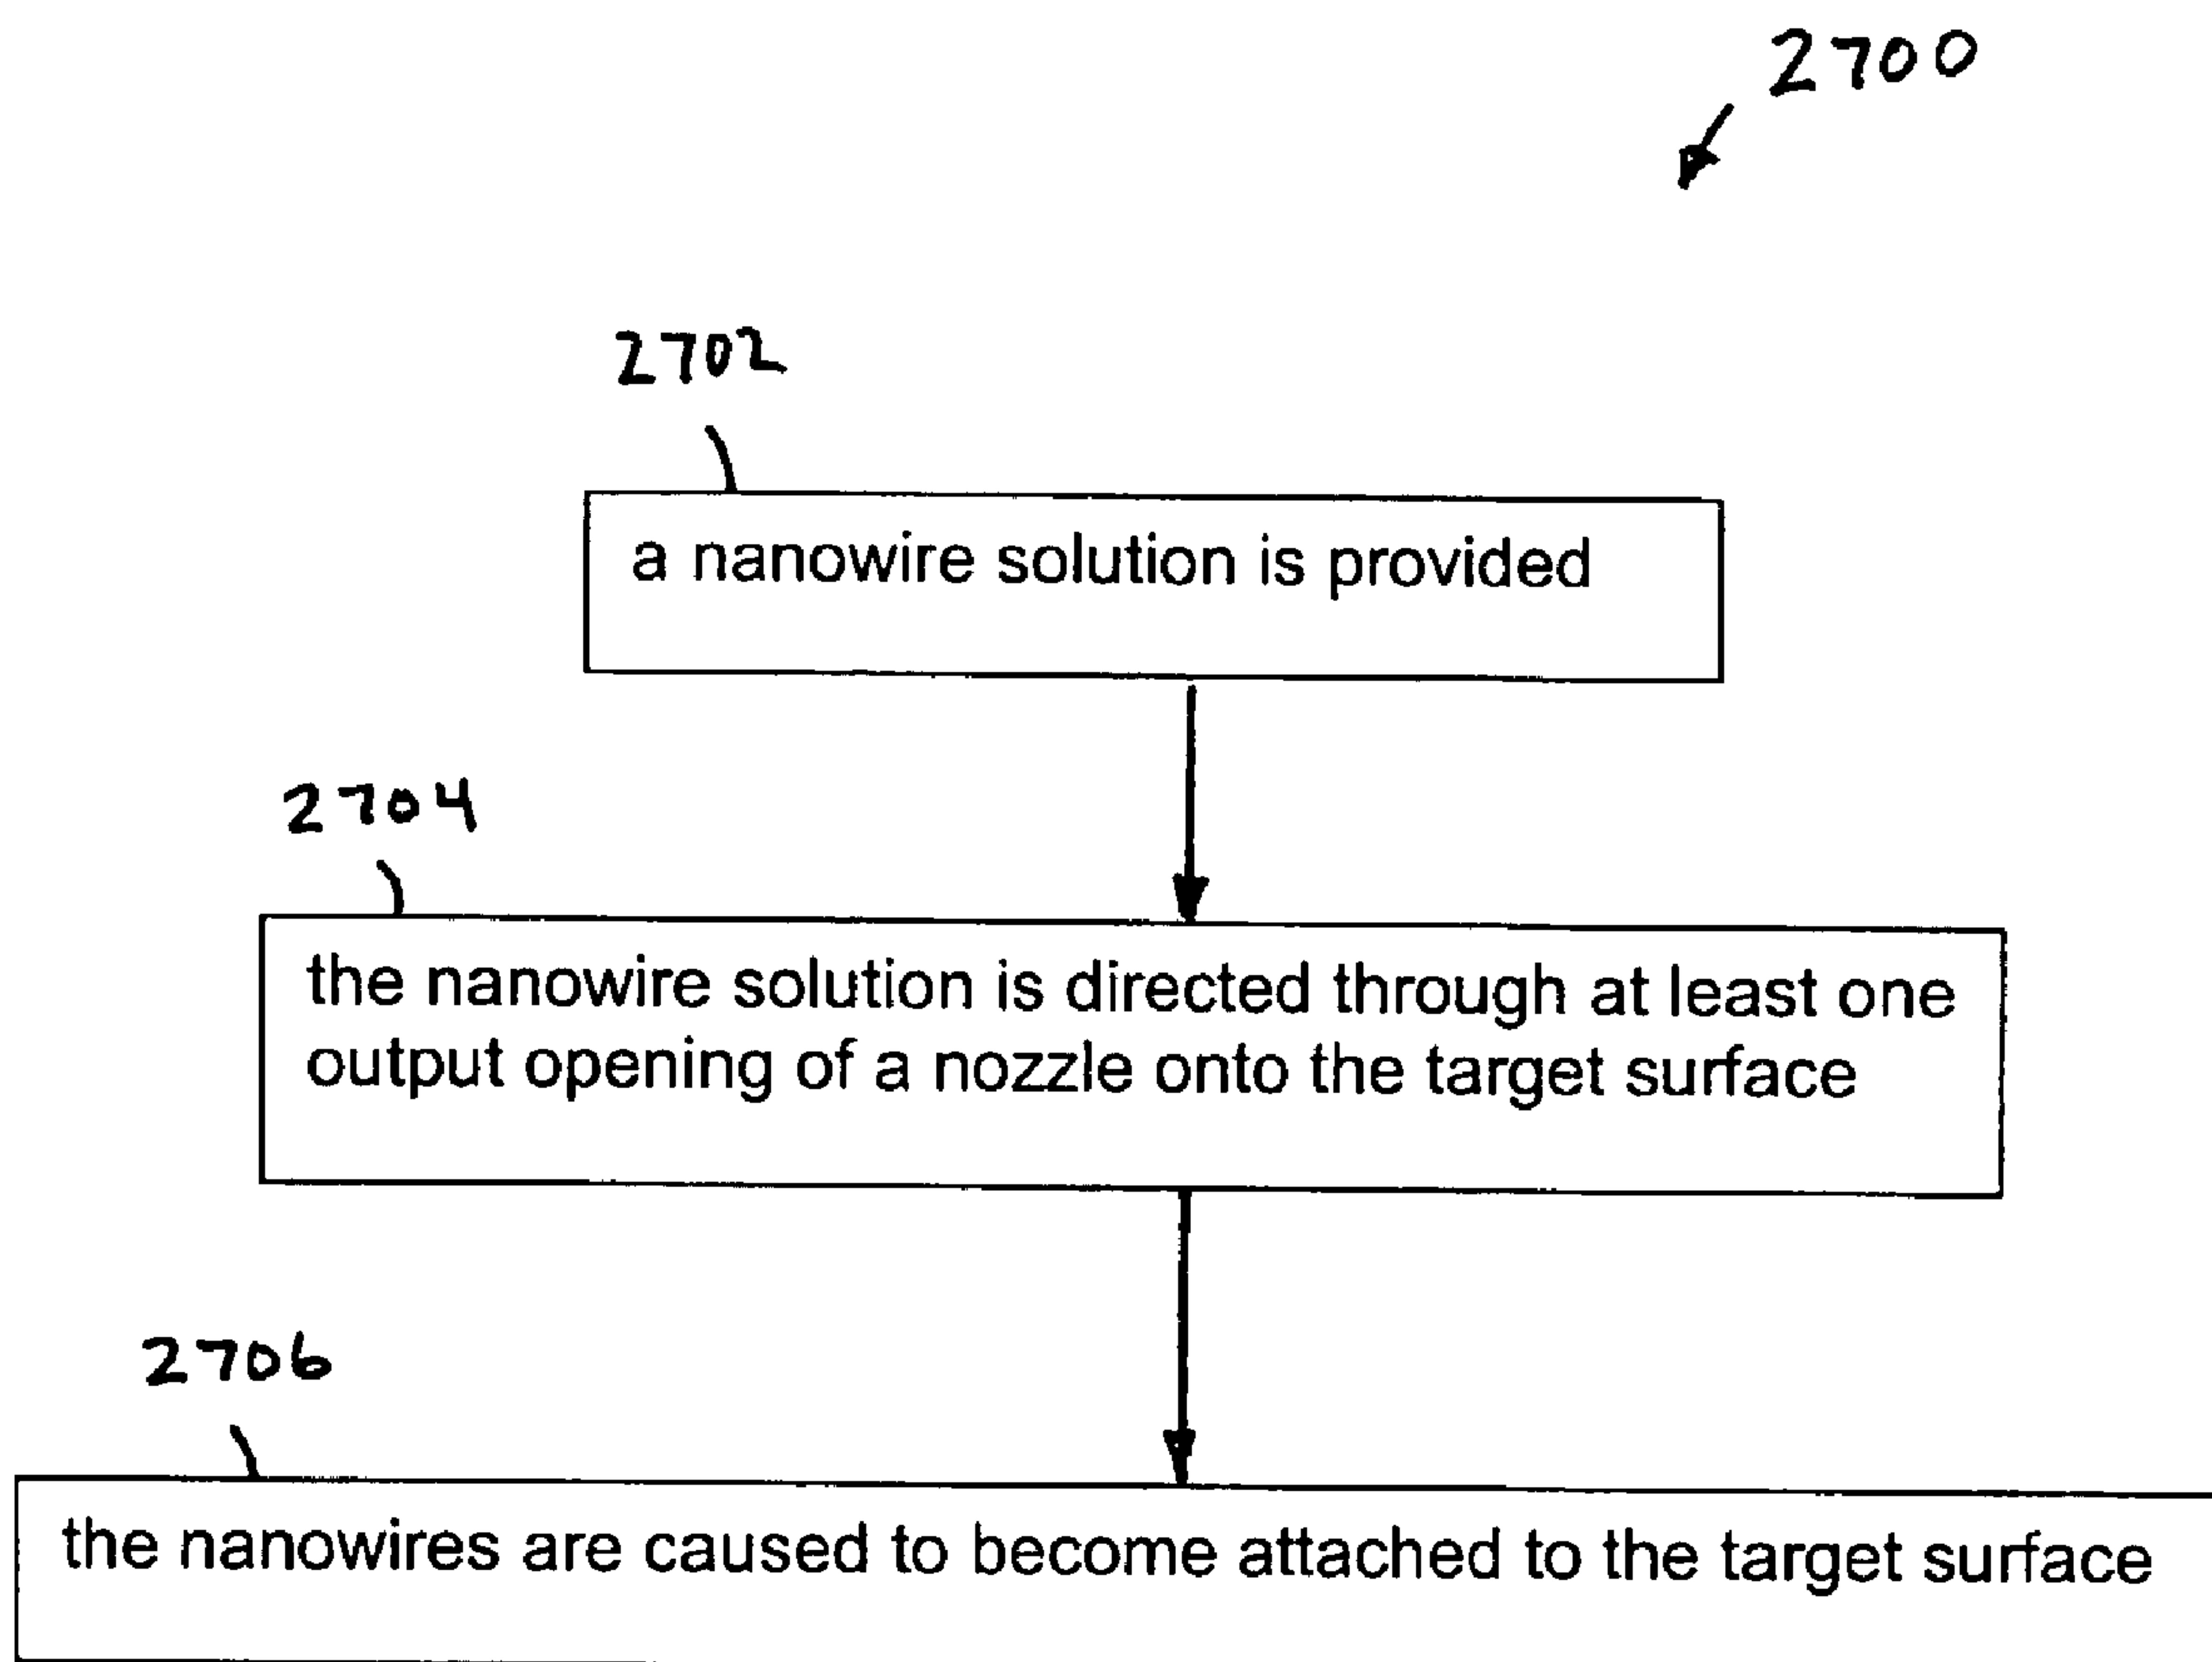 2700
2702
a nanowire solution is provided
2704
the nanowire solution is directed through at least one
output opening of a nozzle onto the target surface
2706
the nanowires are caused to become attached to the target surface